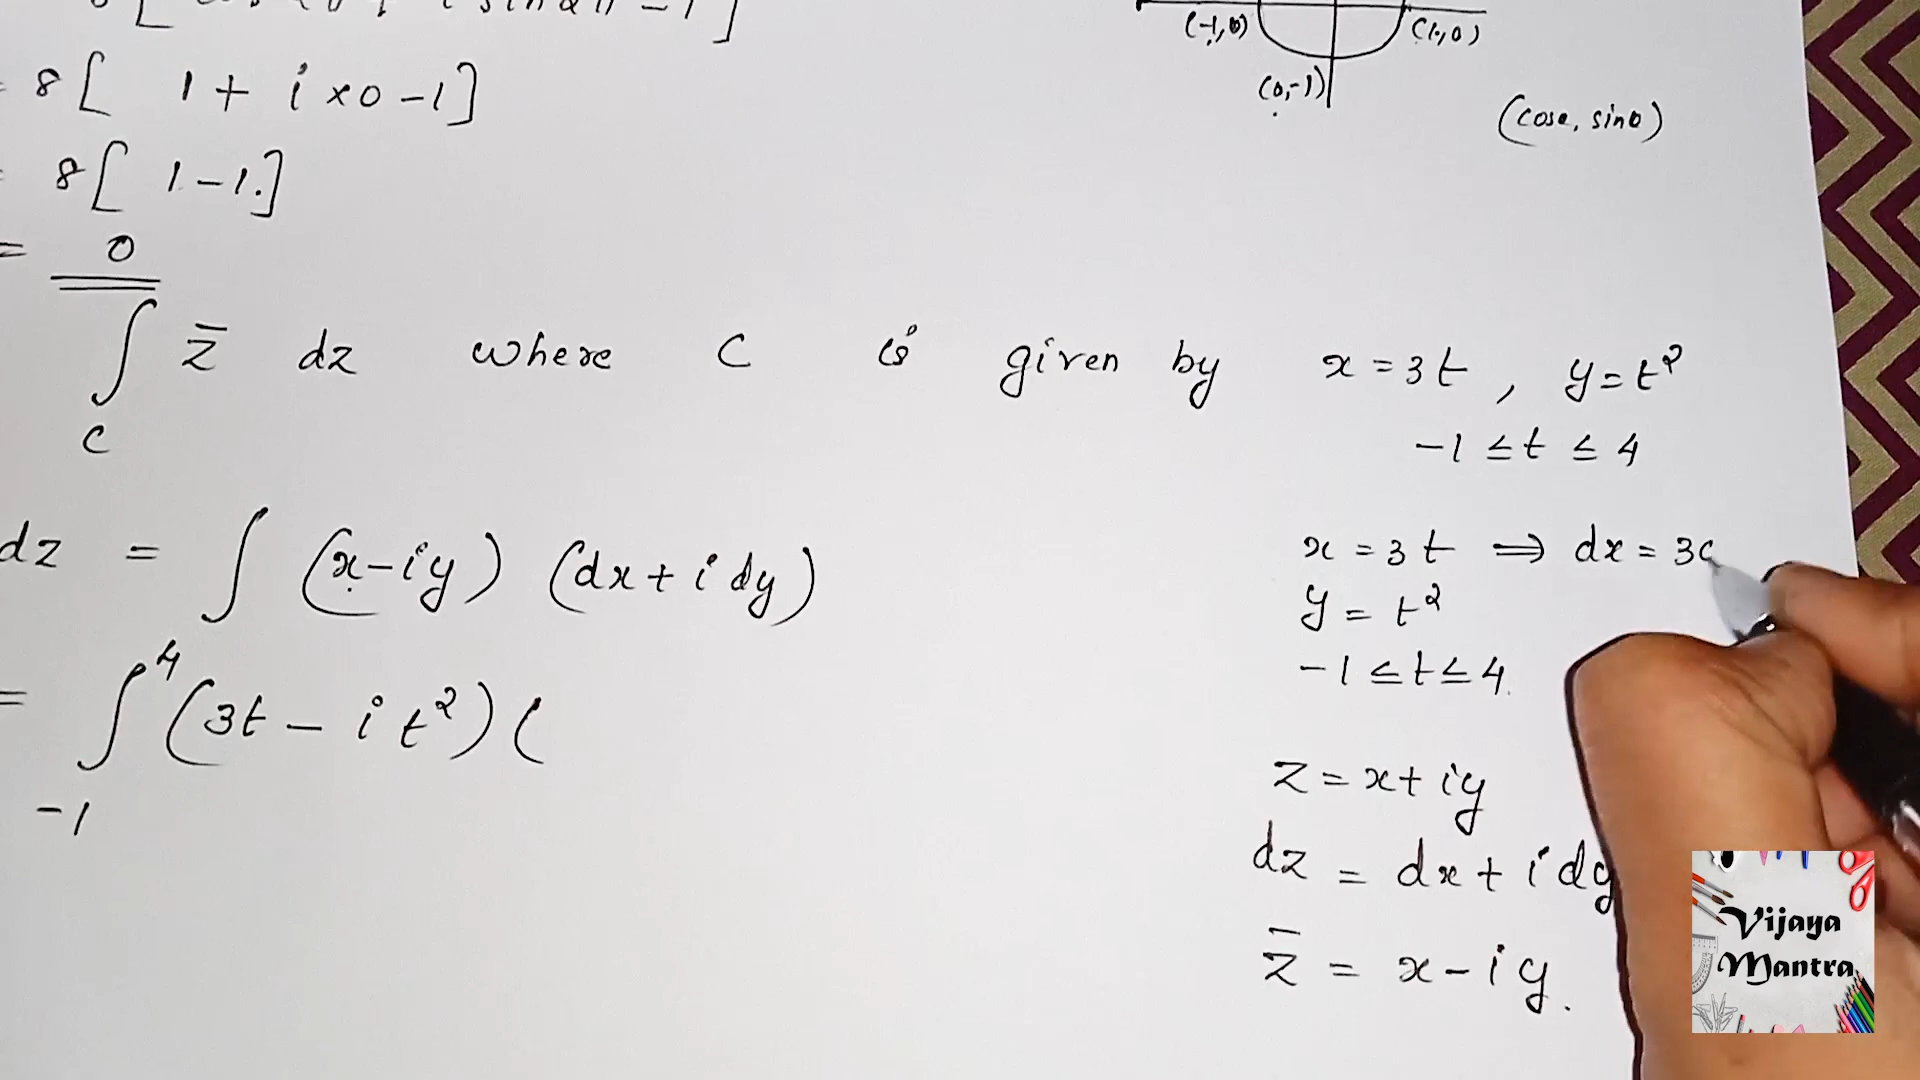 (-1,0) (1,0)
= 8[ 1 + i x 0 - 1]
(0,-1)
(cosθ, sinθ)
= 8[ 1 - 1.]
= 0
∫ z̄ dz where C is given by x = 3t , y = t²
C
-1 ≤ t ≤ 4
dz = ∫ (x - iy) (dx + i dy)
x = 3t ⇒ dx = 3
y = t²
= ∫ 4 -1 (3t - i t²) (
-1 ≤ t ≤ 4.
z = x + iy
dz = dx + i dy
z̄ = x - iy.
Vijaya
Mantra